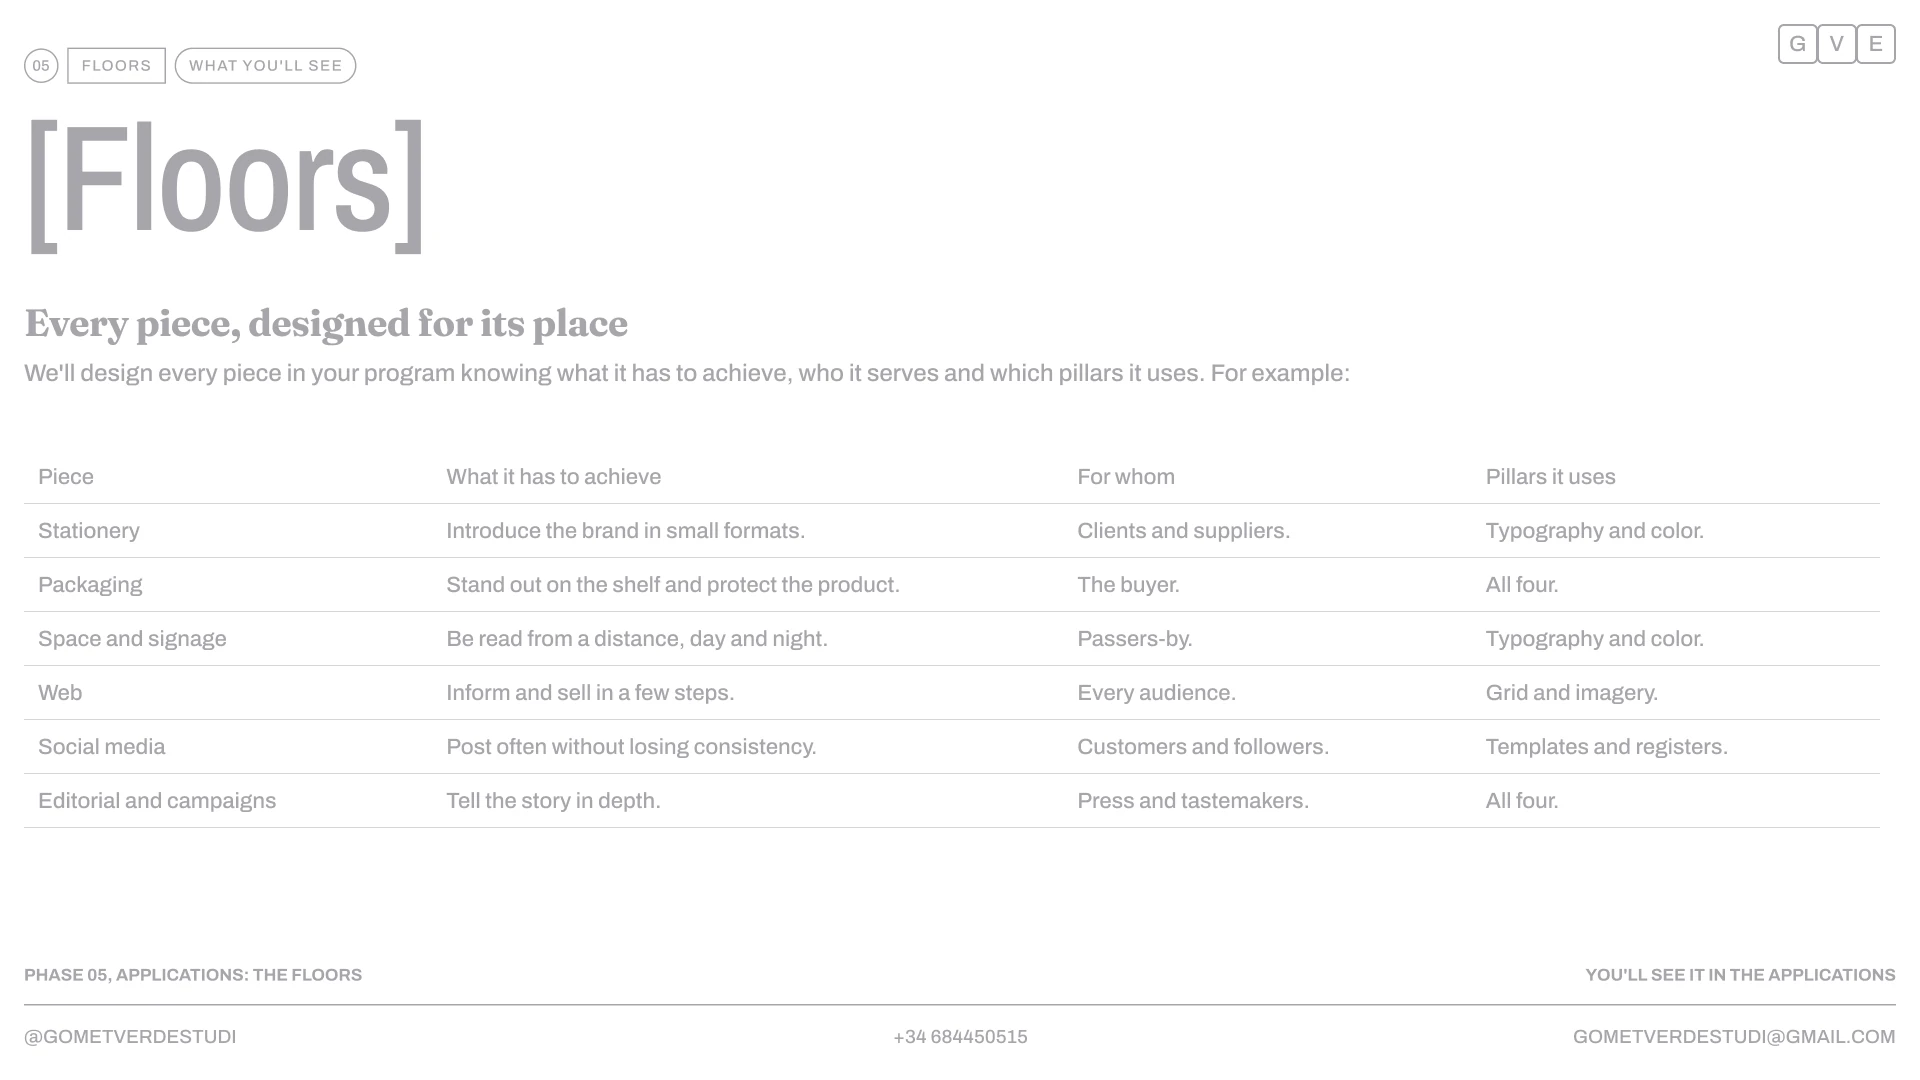 05 FLOORS WHAT YOU'LL SEE
G V E
[Floors]
Every piece, designed for its place
We'll design every piece in your program knowing what it has to achieve, who it serves and which pillars it uses. For example:
Piece What it has to achieve For whom Pillars it uses
Stationery Introduce the brand in small formats. Clients and suppliers. Typography and color.
Packaging Stand out on the shelf and protect the product. The buyer. All four.
Space and signage Be read from a distance, day and night. Passers-by. Typography and color.
Web Inform and sell in a few steps. Every audience. Grid and imagery.
Social media Post often without losing consistency. Customers and followers. Templates and registers.
Editorial and campaigns Tell the story in depth. Press and tastemakers. All four.
PHASE 05, APPLICATIONS: THE FLOORS YOU'LL SEE IT IN THE APPLICATIONS
@GOMETVERDESTUDI +34 684450515 GOMETVERDESTUDI@GMAIL.COM